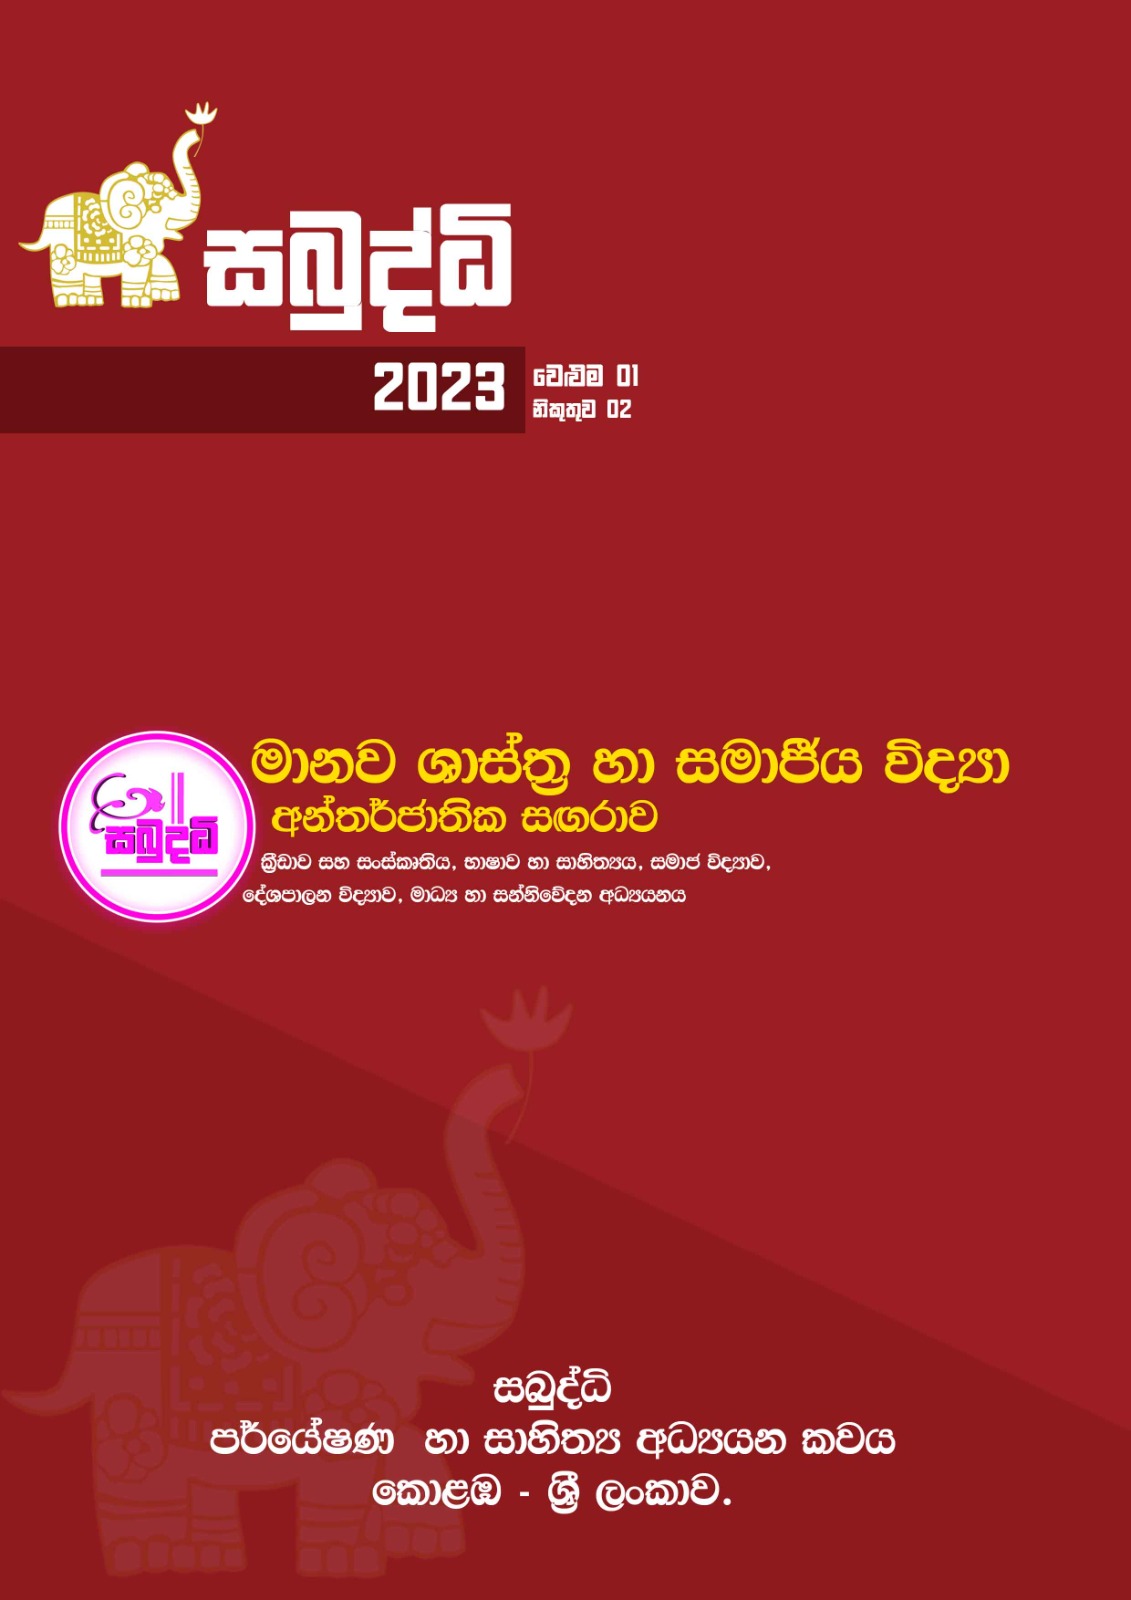 සබුද්ධි
2023
වෙළුම 01
නිකුතුව 02
මානව ශාස්ත්‍ර හා සමාජීය විද්‍යා
අන්තර්ජාතික සඟරාව
සබුද්ධි
ක්‍රීඩාව සහ සංස්කෘතිය, භාෂාව හා සාහිත්‍යය, සමාජ විද්‍යාව,
දේශපාලන විද්‍යාව, මාධ්‍ය හා සන්නිවේදන අධ්‍යයනය
සබුද්ධි
පර්යේෂණ හා සාහිත්‍ය අධ්‍යයන කවය
කොළඹ - ශ්‍රී ලංකාව.